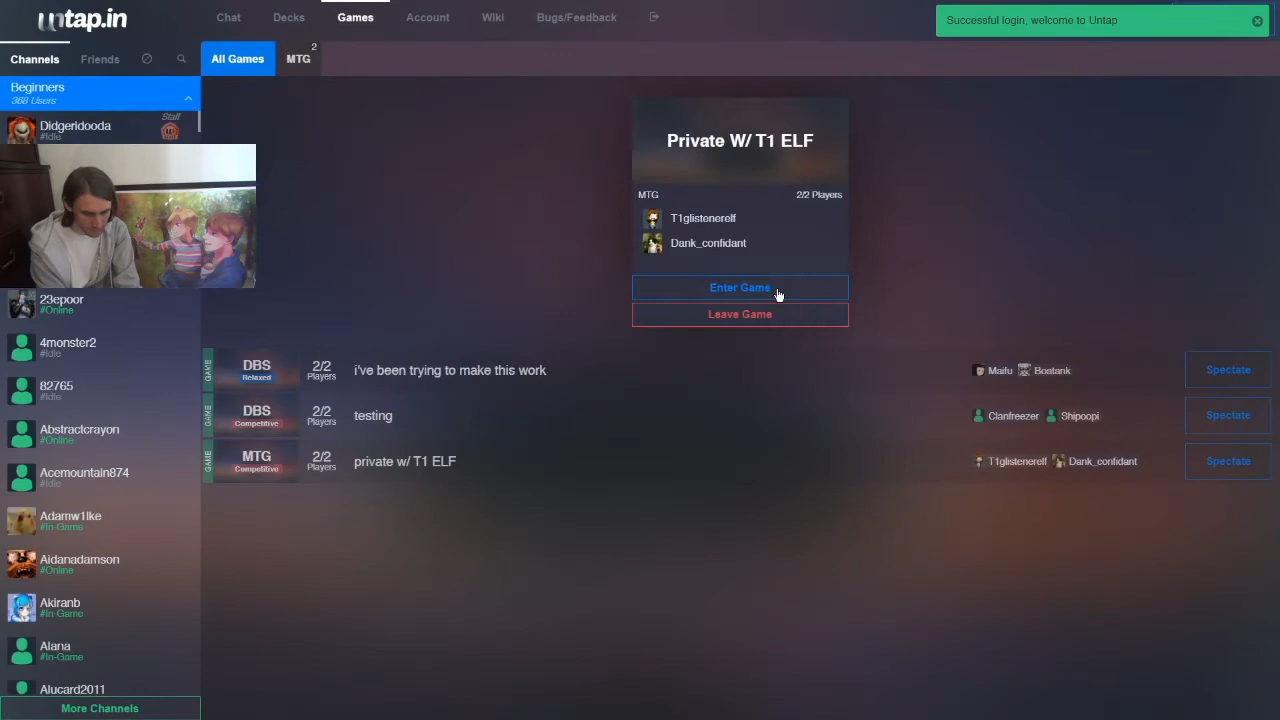 untap.in
Chat Decks Games Account Wiki Bugs/Feedback
Successful login, welcome to Untap
Channels Friends
All Games MTG 2
Beginners
368 Users
Didgeridooda
#Idle
Staff
23epoor
#Online
4monster2
#Idle
82765
#Idle
Abstractcrayon
#Online
Acemountain874
#Idle
Adamw1lke
#In-Game
Aidanadamson
#Online
Akiranb
#In-Game
Alana
#In-Game
Alucard2011
More Channels
Private W/ T1 ELF
MTG 2/2 Players
T1glistenerelf
Dank_confidant
Enter Game
Leave Game
GAME DBS Relaxed 2/2 Players i've been trying to make this work Maifu Boatank Spectate
GAME DBS Competitive 2/2 Players testing Clanfreezer Shipoopi Spectate
GAME MTG Competitive 2/2 Players private w/ T1 ELF T1glistenerelf Dank_confidant Spectate